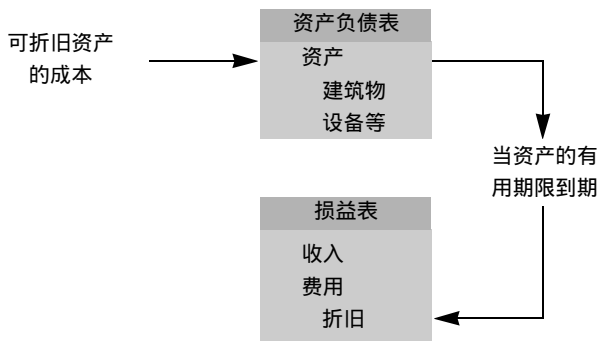 可折旧资产
的成本
资产负债表
资产
建筑物
设备等
当资产的有
用期限到期
损益表
收入
费用
折旧